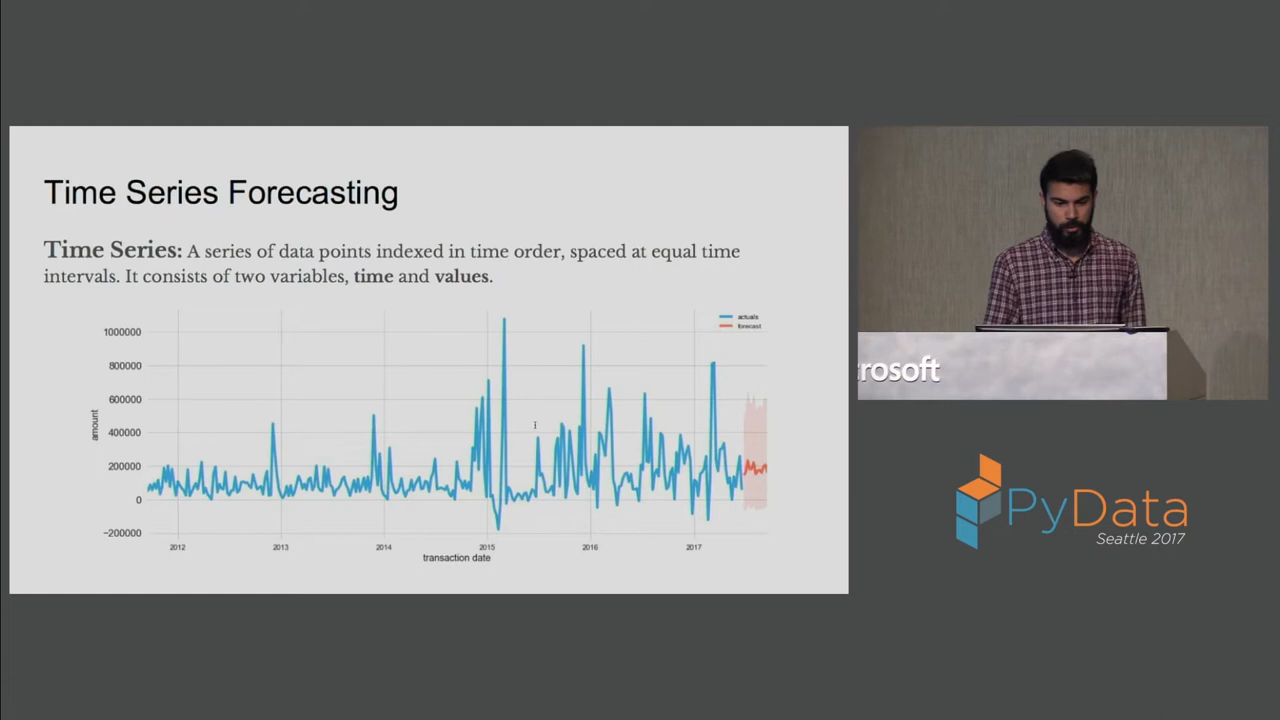 Time Series Forecasting
Time Series: A series of data points indexed in time order, spaced at equal time
intervals. It consists of two variables, time and values.
actuals
forecast
1000000
800000
600000
400000
200000
0
−200000
amount
2012 2013 2014 2015 2016 2017
transaction date
rosoft
PyData
Seattle 2017